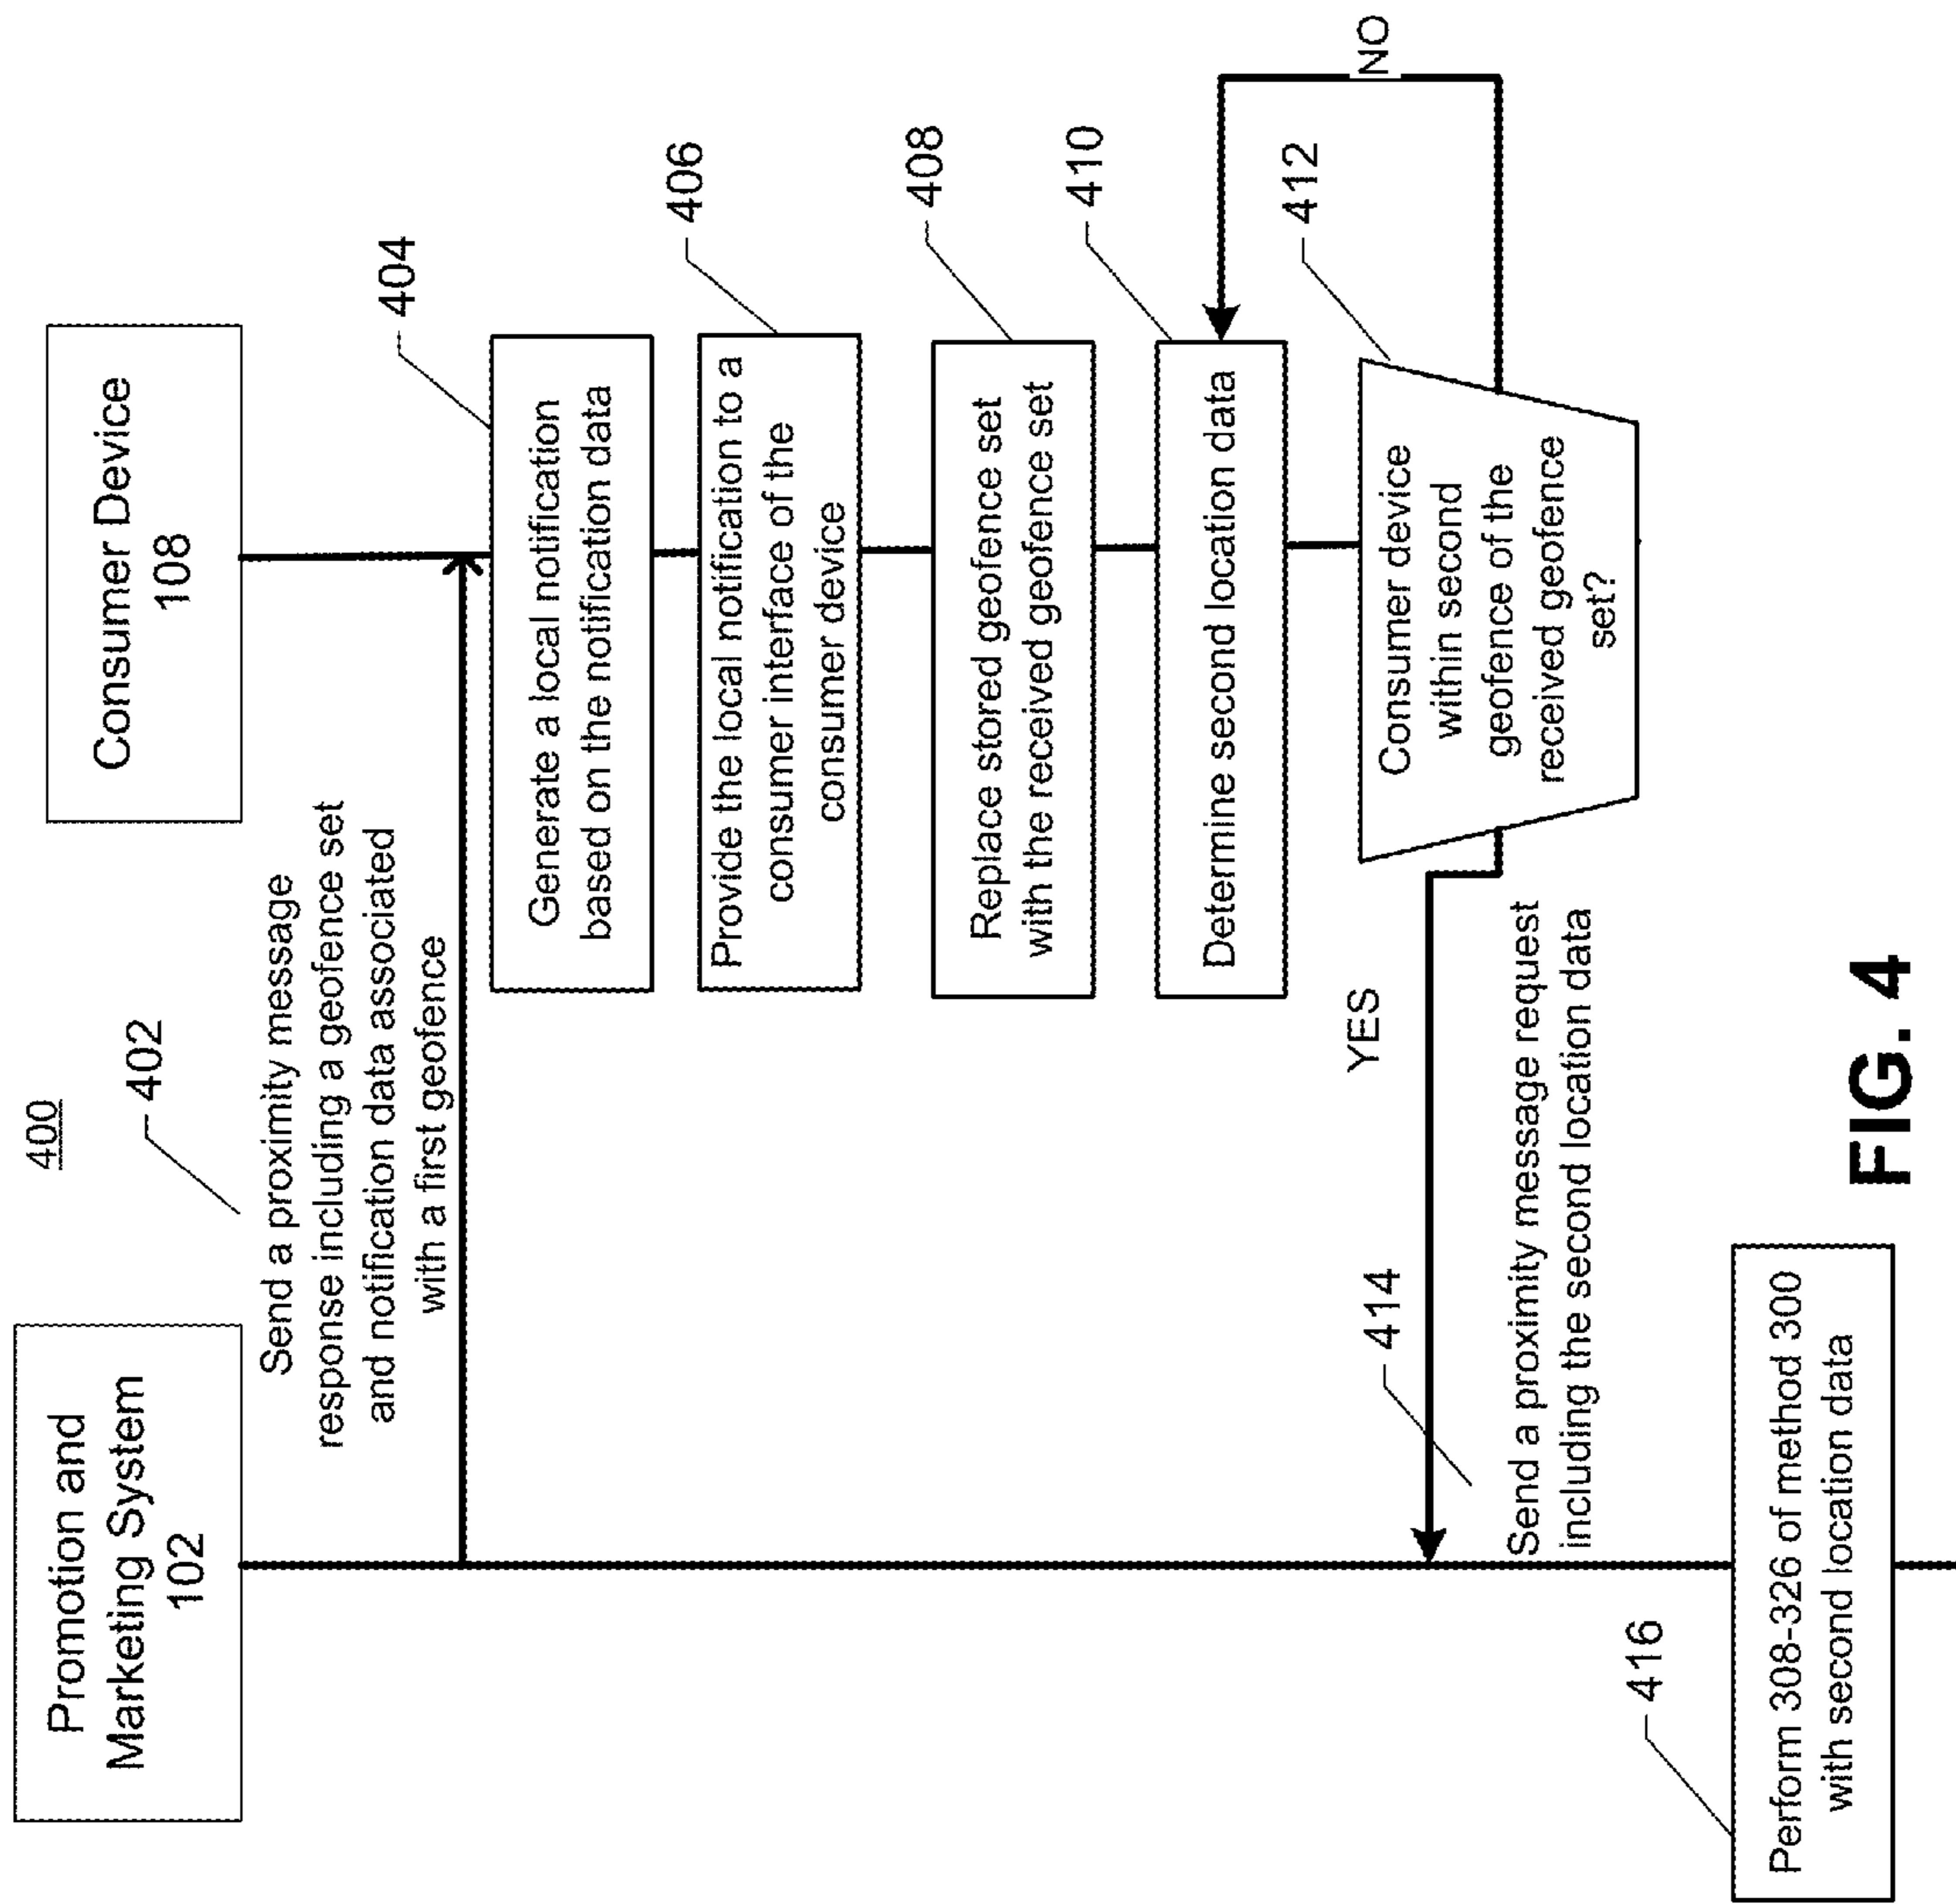 400
Promotion and
Marketing System
102
Consumer Device
108
402
Send a proximity message
response including a geofence set
and notification data associated
with a first geofence
404
Generate a local notification
based on the notification data
406
Provide the local notification to a
consumer interface of the
consumer device
408
Replace stored geofence set
with the received geofence set
410
Determine second location data
412
Consumer device
within second
geofence of the
received geofence
set?
NO
YES
414
Send a proximity message request
including the second location data
416
Perform 308-326 of method 300
with second location data
FIG. 4